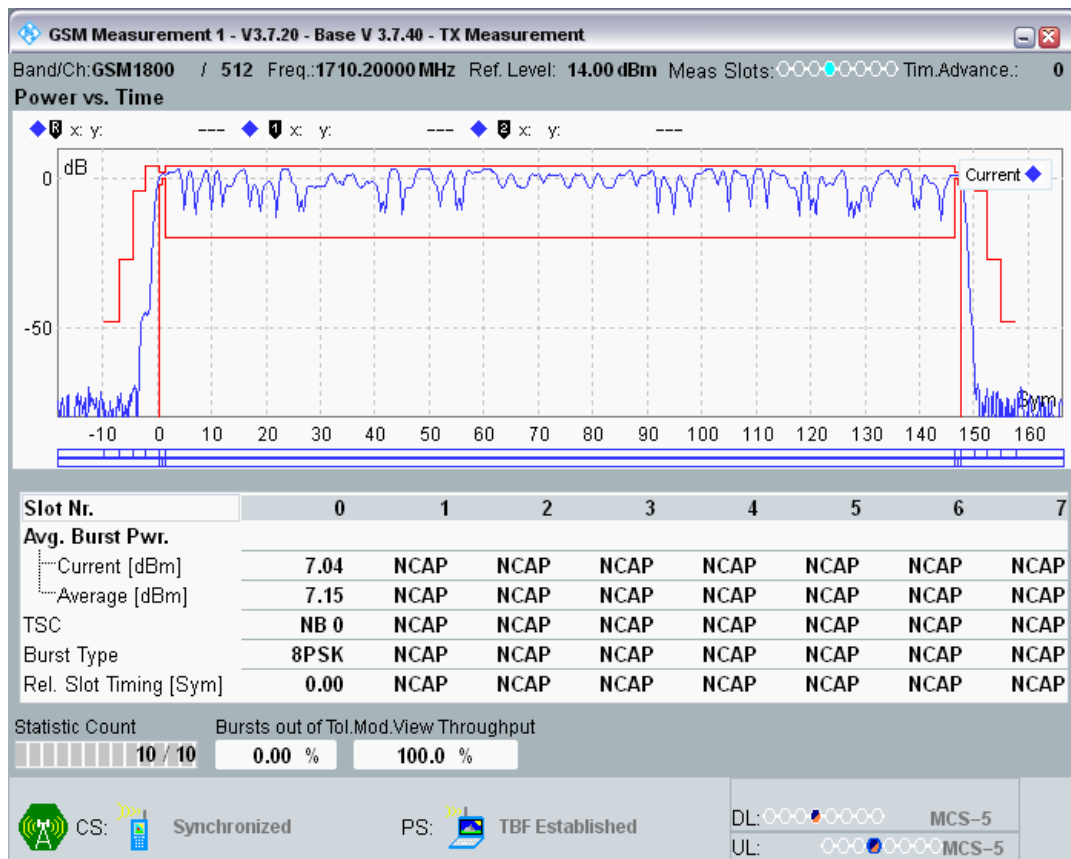 GSM Measurement 1 - V3.7.20 - Base V 3.7.40 - TX Measurement
Band/Ch:GSM1800 / 512 Freq.:1710.20000 MHz Ref. Level: 14.00 dBm Meas Slots: Tim.Advance.: 0
Power vs. Time
R x: y: --- 1 x: y: --- 2 x: y: ---
dB
Current
0
-50
Sym
-10 0 10 20 30 40 50 60 70 80 90 100 110 120 130 140 150 160
Slot Nr. 0 1 2 3 4 5 6 7
Avg. Burst Pwr.
Current [dBm] 7.04 NCAP NCAP NCAP NCAP NCAP NCAP NCAP
Average [dBm] 7.15 NCAP NCAP NCAP NCAP NCAP NCAP NCAP
TSC NB 0 NCAP NCAP NCAP NCAP NCAP NCAP NCAP
Burst Type 8PSK NCAP NCAP NCAP NCAP NCAP NCAP NCAP
Rel. Slot Timing [Sym] 0.00 NCAP NCAP NCAP NCAP NCAP NCAP NCAP
Statistic Count Bursts out of Tol.Mod.View Throughput
10 / 10 0.00 % 100.0 %
CS: Synchronized PS: TBF Established
DL: MCS-5
UL: MCS-5